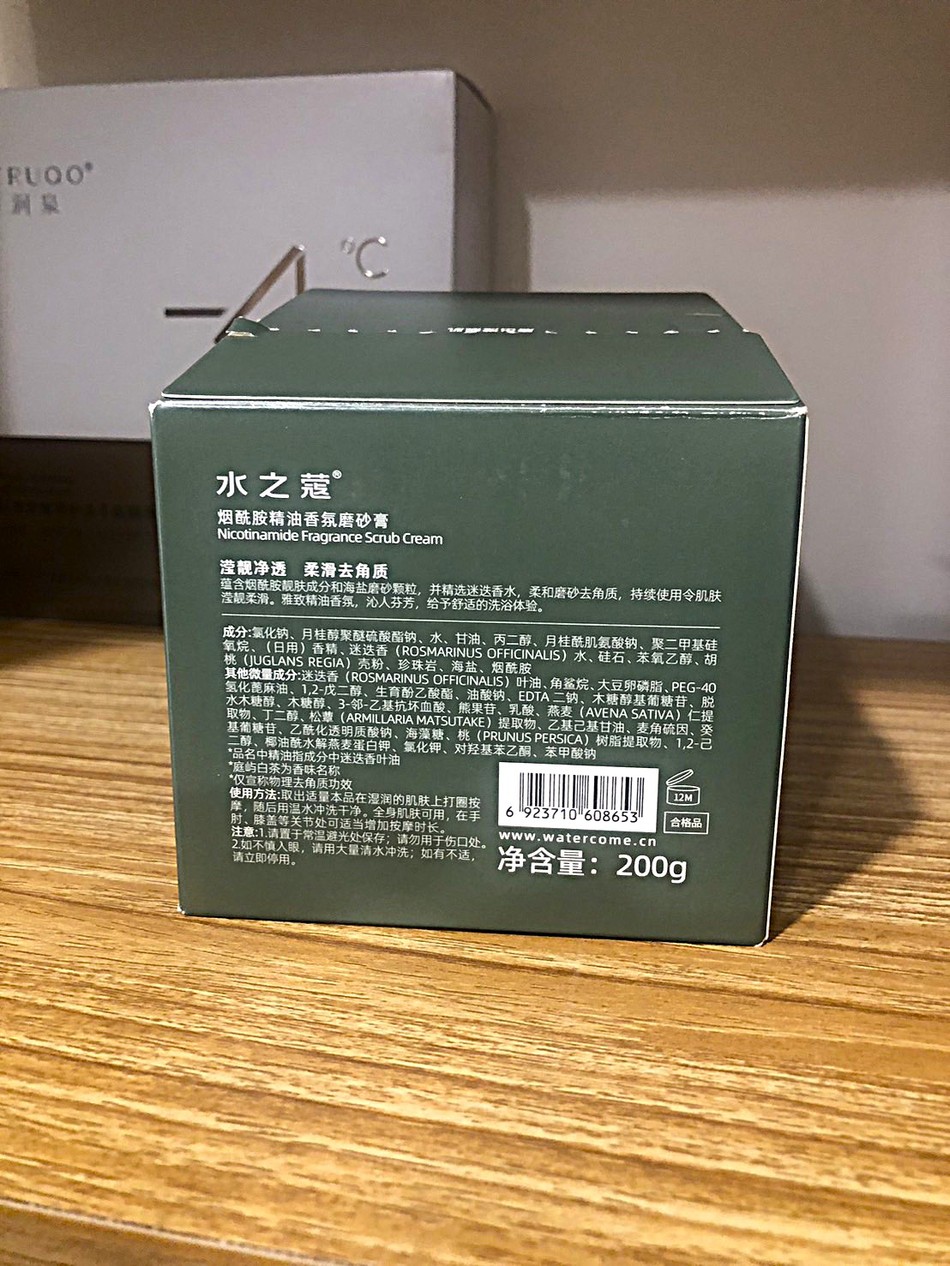 RUOO®
润泉
4
℃
水之蔻®
烟酰胺精油香氛磨砂膏
Nicotinamide Fragrance Scrub Cream
滢靓净透 柔滑去角质
蕴含烟酰胺靓肤成分和海盐磨砂颗粒，并精选迷迭香水，柔和磨砂去角质，持续使用令肌肤
滢靓柔滑。雅致精油香氛，沁人芬芳，给予舒适的洗浴体验。
成分:氯化钠、月桂醇聚醚硫酸酯钠、水、甘油、丙二醇、月桂酰肌氨酸钠、聚二甲基硅
氧烷、（日用）香精、迷迭香（ROSMARINUS OFFICINALIS）水、硅石、苯氧乙醇、胡
桃（JUGLANS REGIA）壳粉、珍珠岩、海盐、烟酰胺
其他微量成分:迷迭香（ROSMARINUS OFFICINALIS）叶油、角鲨烷、大豆卵磷脂、PEG-40
氢化蓖麻油、1,2-戊二醇、生育酚乙酸酯、油酸钠、EDTA 二钠、木糖醇基葡糖苷、脱
水木糖醇、木糖醇、3-邻-乙基抗坏血酸、熊果苷、乳酸、燕麦（AVENA SATIVA）仁提
取物、丁二醇、松蕈（ARMILLARIA MATSUTAKE）提取物、乙基己基甘油、麦角硫因、癸
基葡糖苷、乙酰化透明质酸钠、海藻糖、桃（PRUNUS PERSICA）树脂提取物、1,2-己
二醇、椰油酰水解燕麦蛋白钾、氯化钾、对羟基苯乙酮、苯甲酸钠
*品名中精油指成分中迷迭香叶油
*庭屿白茶为香味名称
*仅宣称物理去角质功效
使用方法:取出适量本品在湿润的肌肤上打圈按
摩，随后用温水冲洗干净。全身肌肤可用，在手
肘、膝盖等关节处可适当增加按摩时长。
注意:1.请置于常温避光处保存；请勿用于伤口处。
2.如不慎入眼，请用大量清水冲洗；如有不适，
请立即停用。
6 923710 608653
12M
合格品
www.watercome.cn
净含量：200g